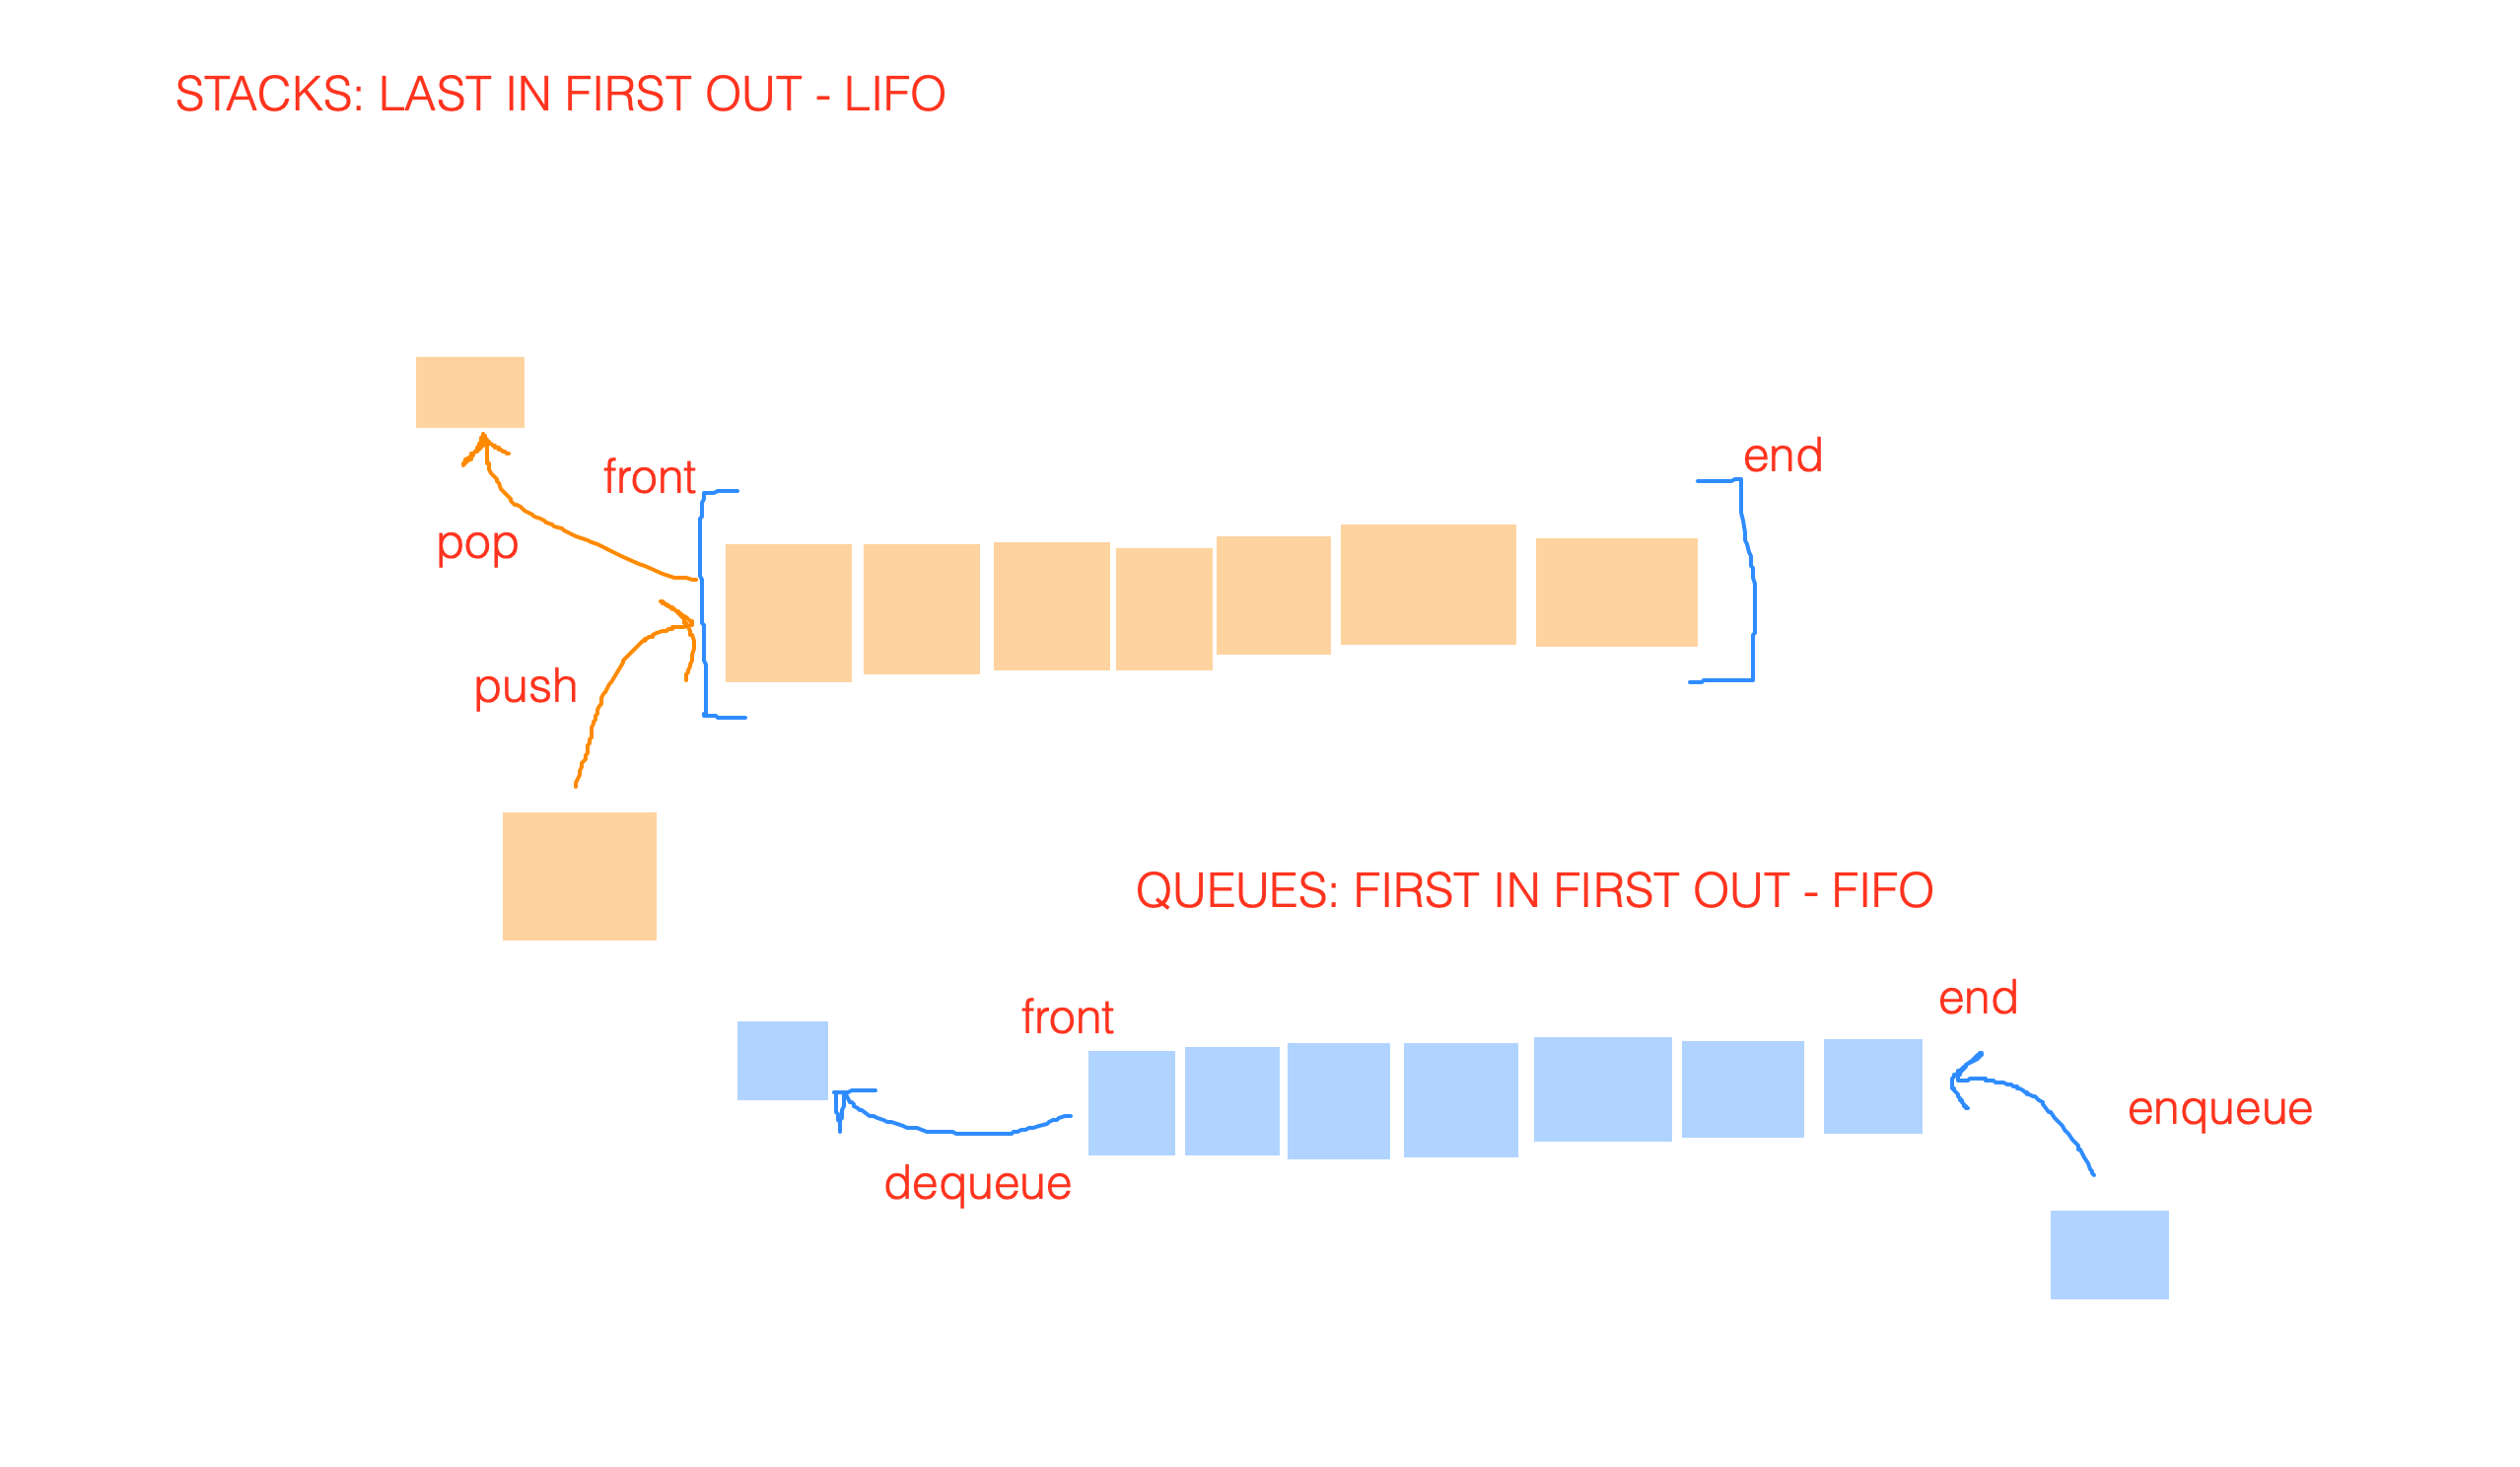 STACKS: LAST IN FIRST OUT - LIFO
front
end
pop
push
QUEUES: FIRST IN FIRST OUT - FIFO
front
end
enqueue
dequeue